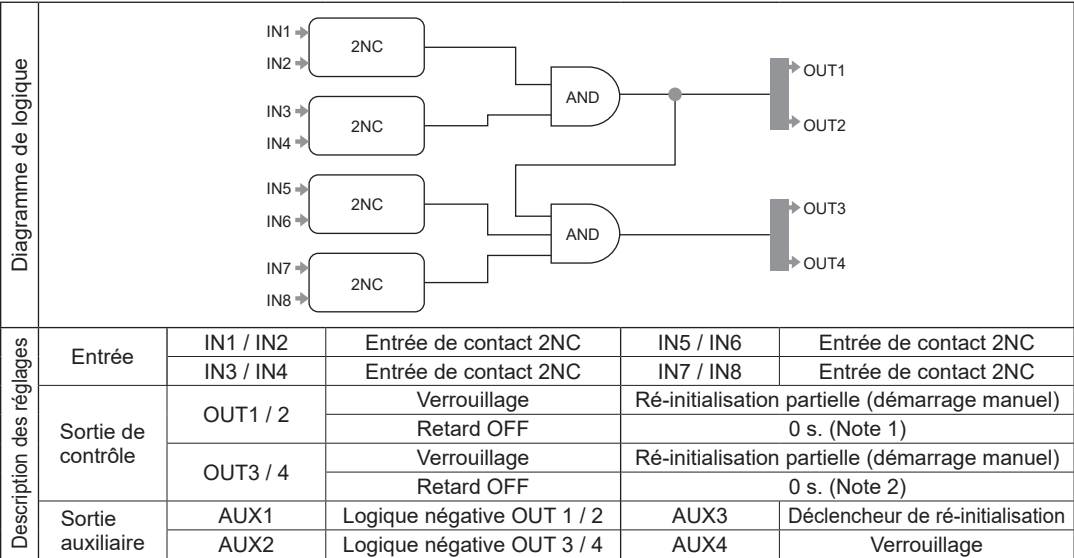 Diagramme de logique
IN1
IN2
2NC
IN3
IN4
2NC
AND
OUT1
OUT2
IN5
IN6
2NC
IN7
IN8
2NC
AND
OUT3
OUT4
Description des réglages
Entrée
IN1 / IN2 Entrée de contact 2NC IN5 / IN6 Entrée de contact 2NC
IN3 / IN4 Entrée de contact 2NC IN7 / IN8 Entrée de contact 2NC
Sortie de
contrôle
OUT1 / 2
Verrouillage Ré-initialisation partielle (démarrage manuel)
Retard OFF 0 s. (Note 1)
OUT3 / 4
Verrouillage Ré-initialisation partielle (démarrage manuel)
Retard OFF 0 s. (Note 2)
Sortie
auxiliaire
AUX1 Logique négative OUT 1 / 2 AUX3 Déclencheur de ré-initialisation
AUX2 Logique négative OUT 3 / 4 AUX4 Verrouillage